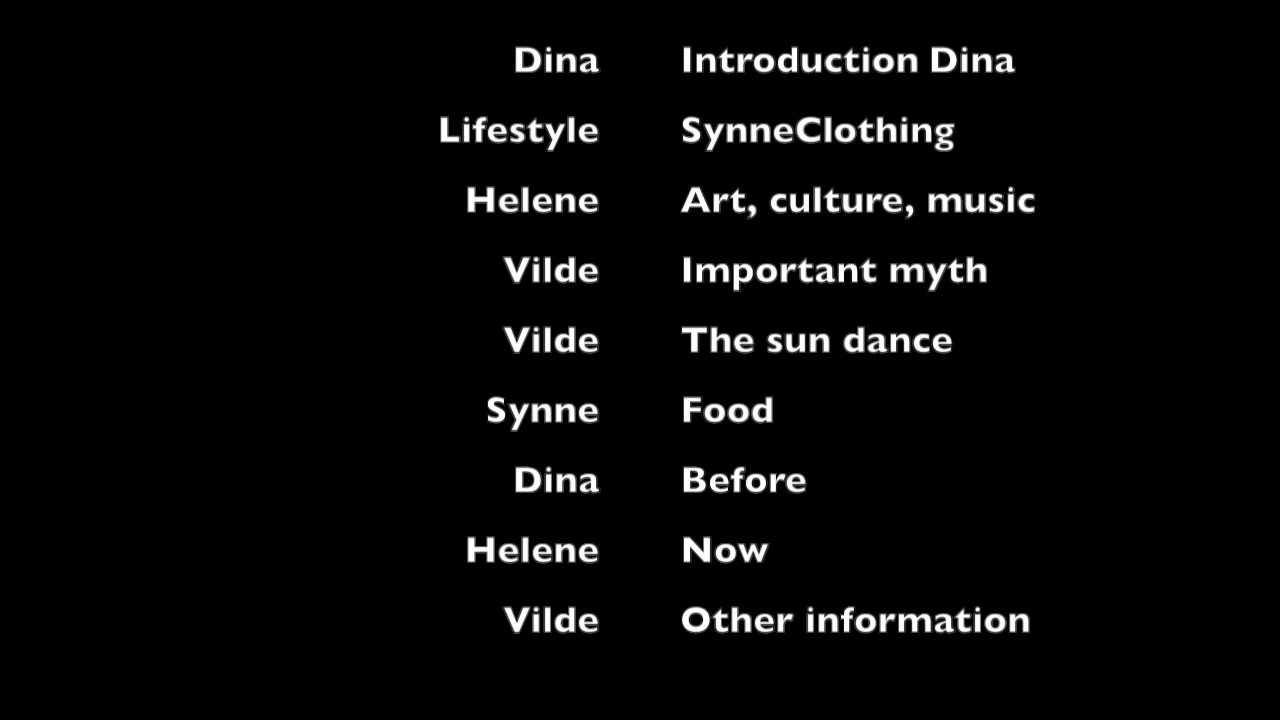 Dina Introduction Dina
Lifestyle SynneClothing
Helene Art, culture, music
Vilde Important myth
Vilde The sun dance
Synne Food
Dina Before
Helene Now
Vilde Other information